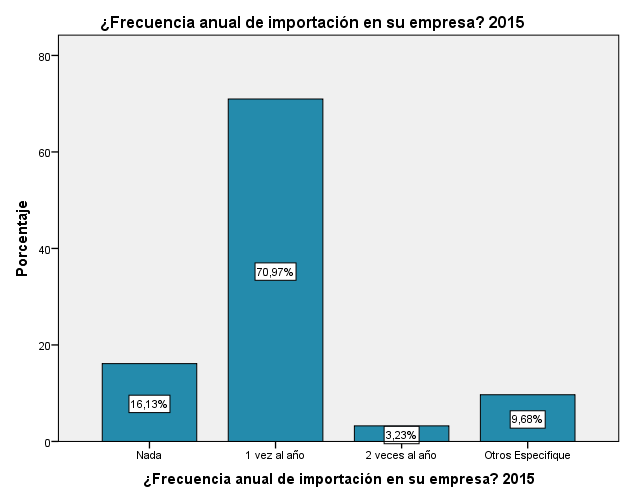 ¿Frecuencia anual de importación en su empresa? 2015
80
60
40
20
0
Porcentaje
16,13%
70,97%
3,23%
9,68%
Nada
1 vez al año
2 veces al año
Otros Especifique
¿Frecuencia anual de importación en su empresa? 2015